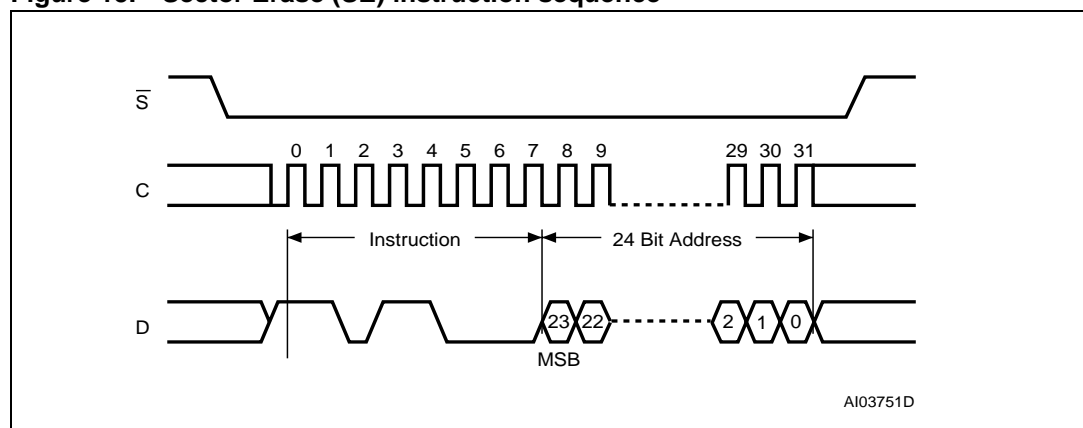 Figure
Sector Erase (SE) instruction sequence
S̅
0 1 2 3 4 5 6 7 8 9 29 30 31
C
Instruction 24 Bit Address
D
23 22 2 1 0
MSB
AI03751D